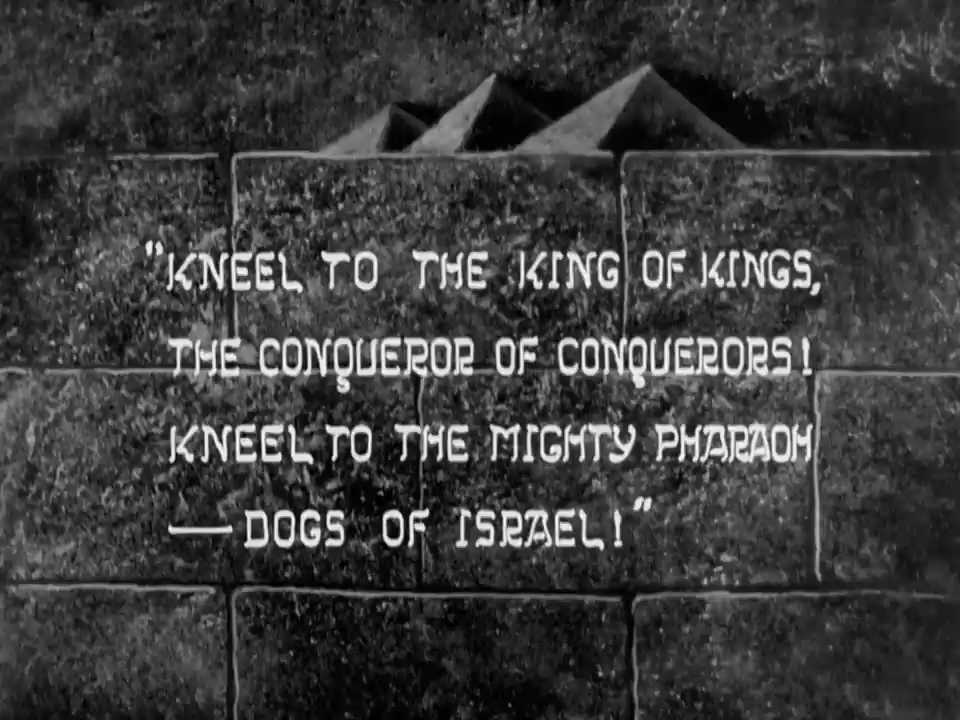 "KNEEL TO THE KING OF KINGS,
THE CONQUEROR OF CONQUERORS!
KNEEL TO THE MIGHTY PHARAOH
— DOGS OF ISRAEL!"